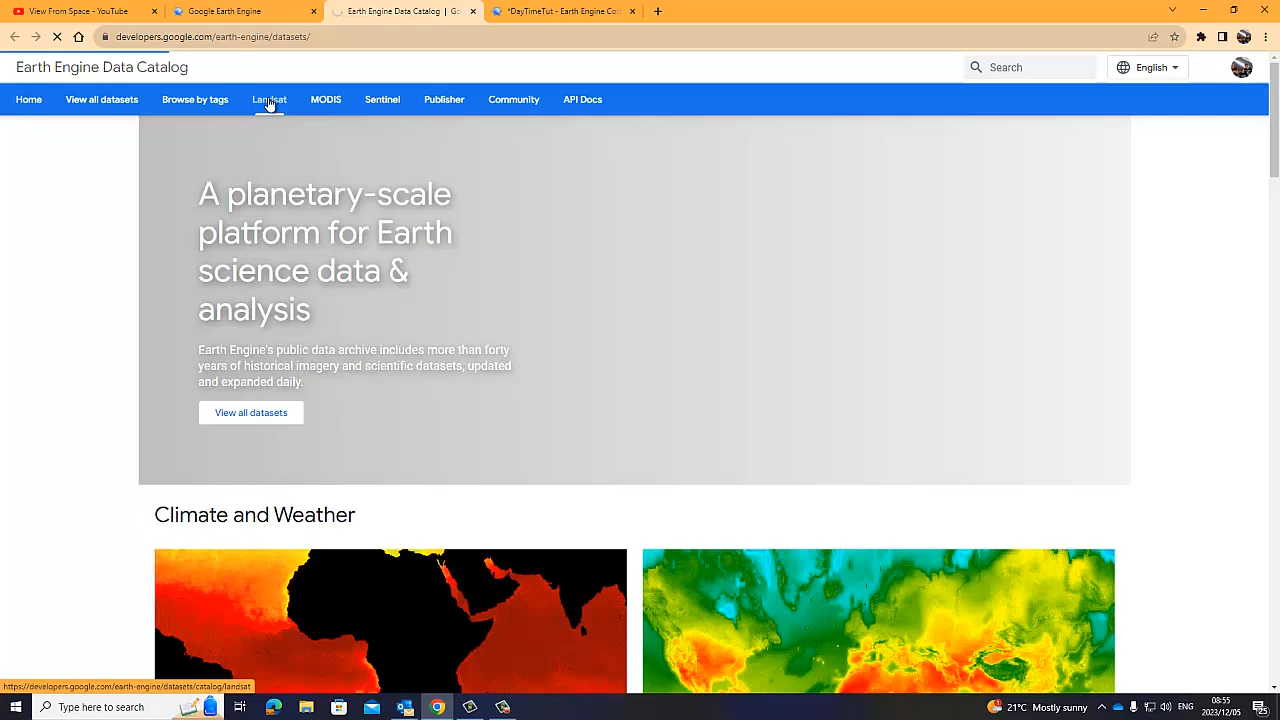 View From Space - YouTube
Google Earth Engine
Earth Engine Data Catalog | Go
*DayTimeTut - Earth Engine Co
developers.google.com/earth-engine/datasets/
Earth Engine Data Catalog
Search
English
Home
View all datasets
Browse by tags
Landsat
MODIS
Sentinel
Publisher
Community
API Docs
A planetary-scale
platform for Earth
science data &
analysis
Earth Engine's public data archive includes more than forty
years of historical imagery and scientific datasets, updated
and expanded daily.
View all datasets
Climate and Weather
https://developers.google.com/earth-engine/datasets/catalog/landsat
Type here to search
21°C Mostly sunny
ENG
08:55
2023/12/05